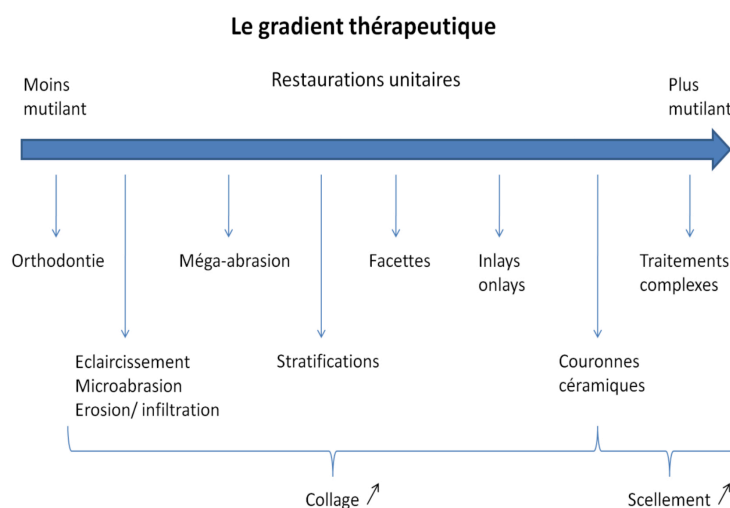 Le gradient thérapeutique
Restaurations unitaires
Moins
mutilant
Plus
mutilant
Orthodontie
Méga-abrasion
Facettes
Inlays
onlays
Traitements
complexes
Eclaircissement
Microabrasion
Erosion/ infiltration
Stratifications
Couronnes
céramiques
Collage ↗
Scellement ↗